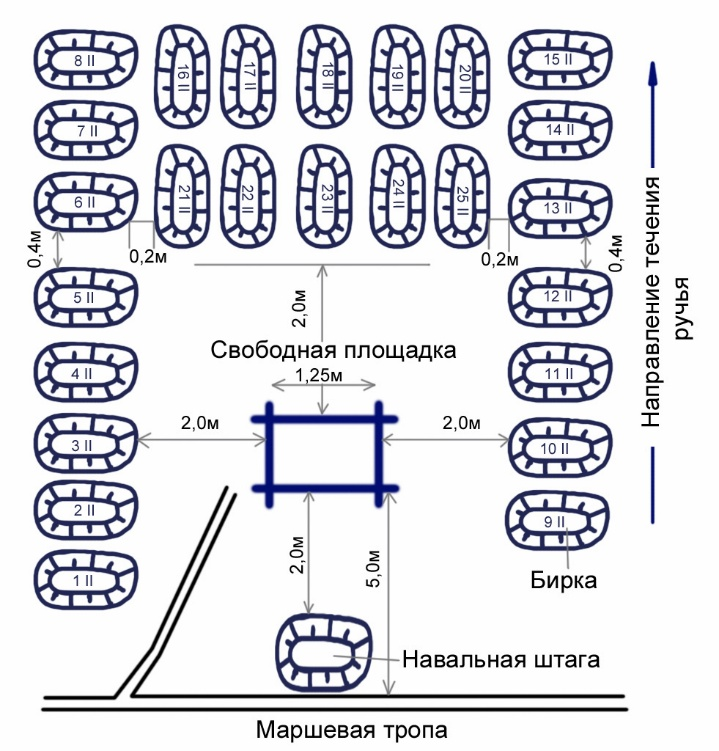 8 II
16 II
17 II
18 II
19 II
20 II
15 II
7 II
14 II
6 II
21 II
22 II
23 II
24 II
25 II
13 II
0,4м
0,2м
0,2м
0,4м
5 II
2,0м
12 II
Направление течения
ручья
Свободная площадка
4 II
1,25м
11 II
3 II
2,0м
2,0м
10 II
2 II
9 II
1 II
2,0м
5,0м
Бирка
Навальная штага
Маршевая тропа